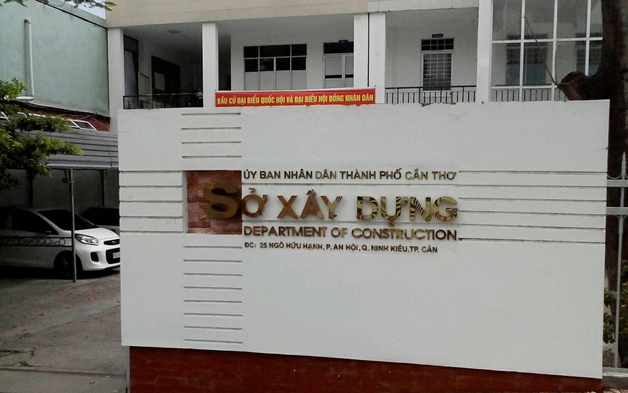 BẦU CỬ ĐẠI BIỂU QUỐC HỘI VÀ ĐẠI BIỂU HỘI ĐỒNG NHÂN DÂN
ỦY BAN NHÂN DÂN THÀNH PHỐ CẦN THƠ
SỞ XÂY DỰNG
DEPARTMENT OF CONSTRUCTION
ĐC: 25 NGÔ HỮU HẠNH, P. AN HỘI, Q. NINH KIỀU, TP. CẦN